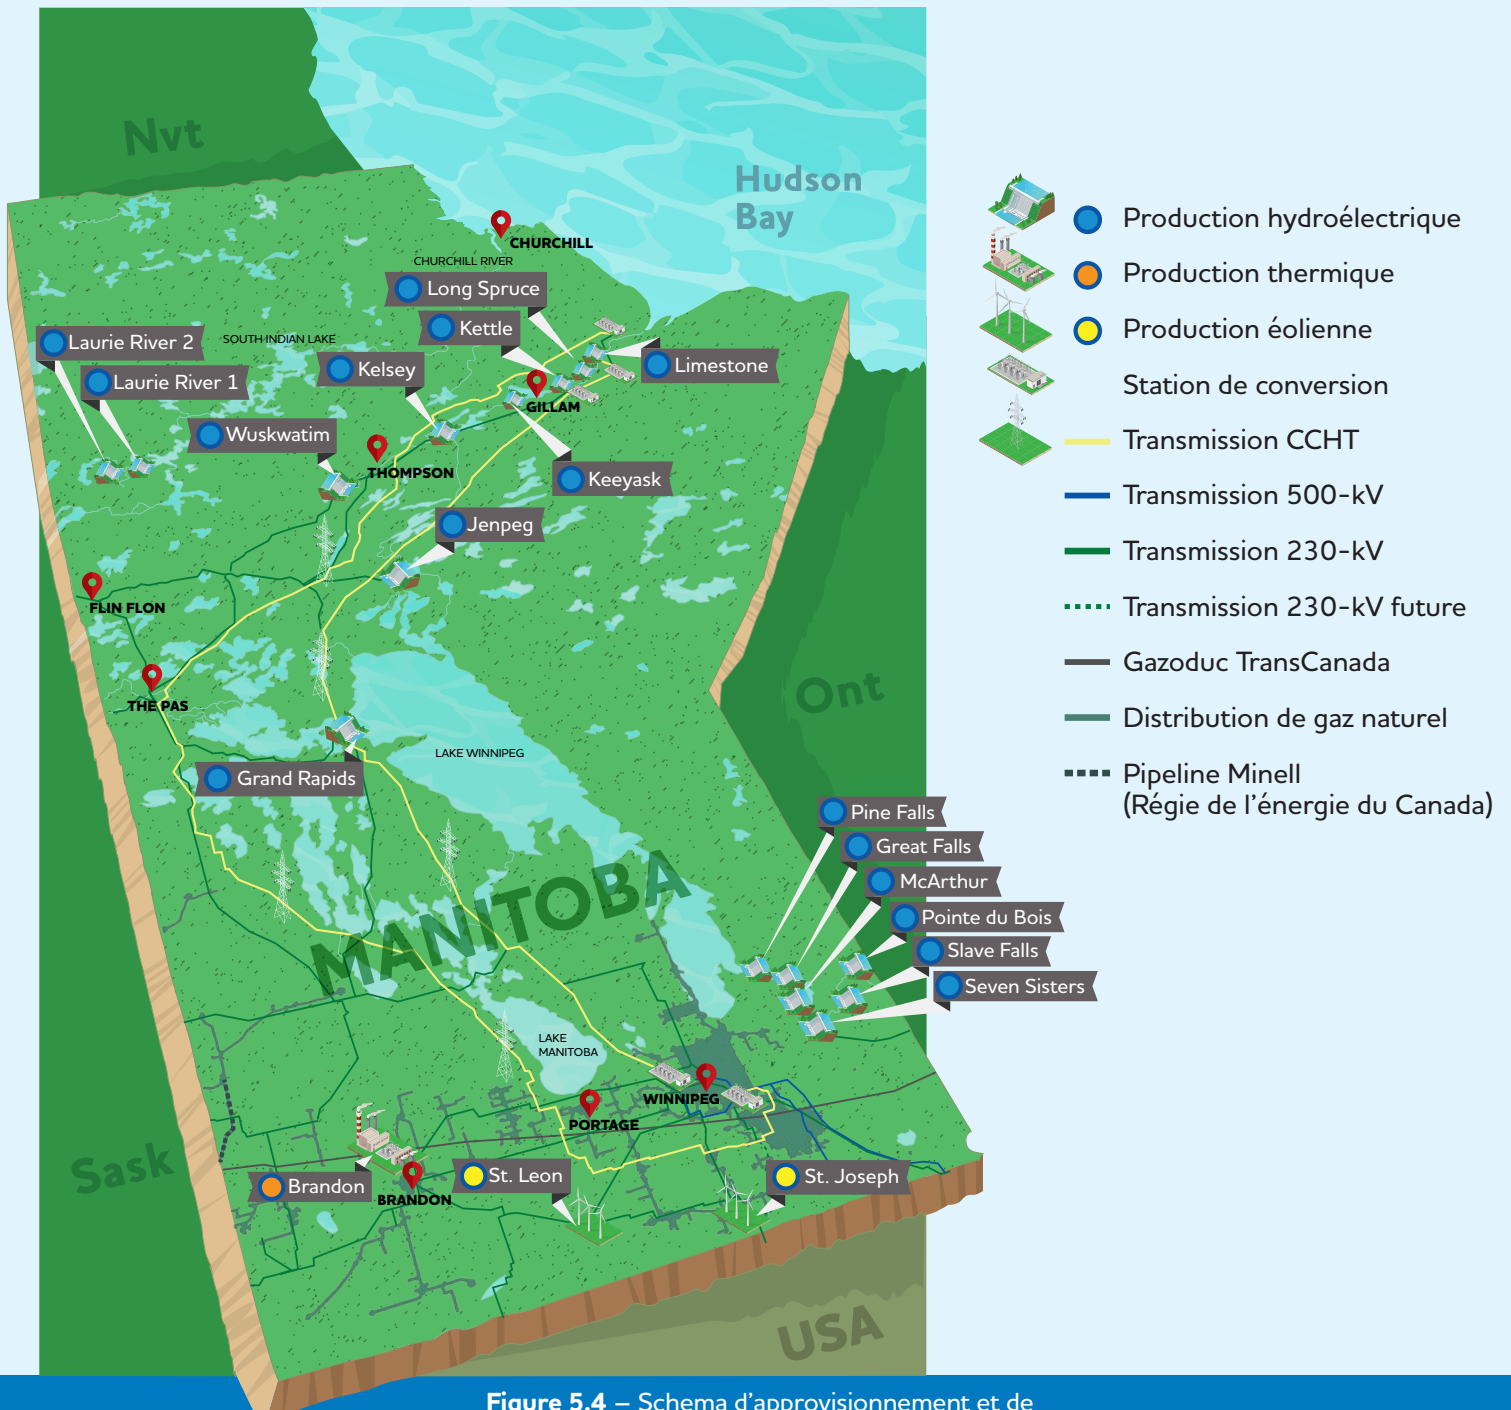 Nvt
Hudson
Bay
CHURCHILL
CHURCHILL RIVER
Long Spruce
Kettle
Limestone
Laurie River 2
SOUTH INDIAN LAKE
Laurie River 1
Kelsey
GILLAM
Wuskwatim
THOMPSON
Keeyask
Jenpeg
FLIN FLON
THE PAS
Ont
LAKE WINNIPEG
Grand Rapids
Pine Falls
Great Falls
McArthur
Pointe du Bois
Slave Falls
Seven Sisters
MANITOBA
LAKE
MANITOBA
WINNIPEG
PORTAGE
Sask
Brandon
BRANDON
St. Leon
St. Joseph
USA
Production hydroélectrique
Production thermique
Production éolienne
Station de conversion
Transmission CCHT
Transmission 500-kV
Transmission 230-kV
Transmission 230-kV future
Gazoduc TransCanada
Distribution de gaz naturel
Pipeline Minell
(Régie de l'énergie du Canada)
Figure 5.4 – Schema d'approvisionnement et de